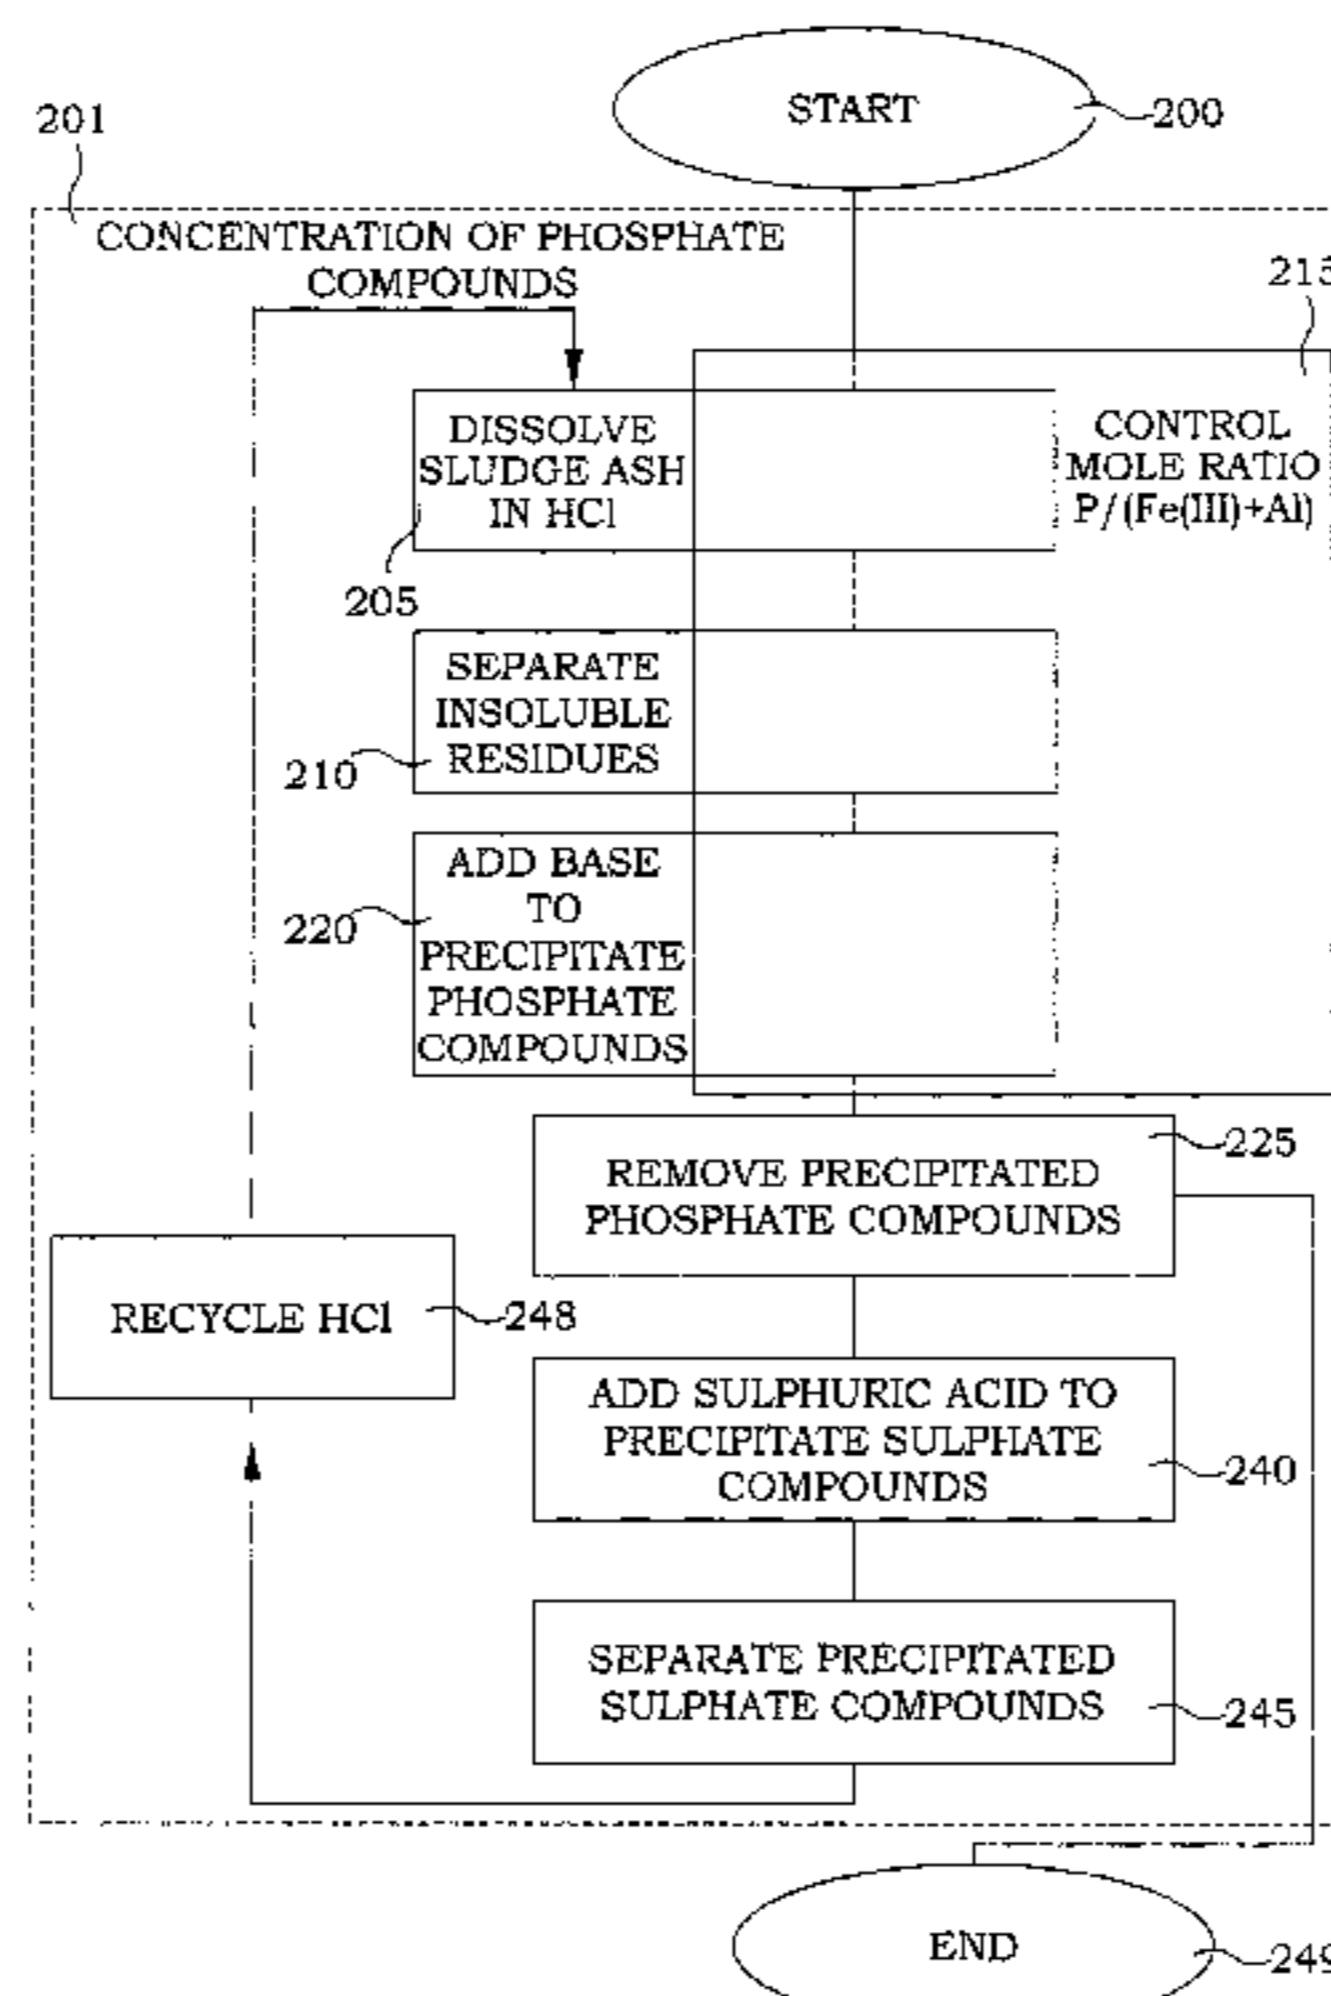 START
200
201
CONCENTRATION OF PHOSPHATE
COMPOUNDS
215
DISSOLVE
SLUDGE ASH
IN HCl
CONTROL
MOLE RATIO
P/(Fe(III)+Al)
205
SEPARATE
INSOLUBLE
RESIDUES
210
ADD BASE
TO
PRECIPITATE
PHOSPHATE
COMPOUNDS
220
REMOVE PRECIPITATED
PHOSPHATE COMPOUNDS
225
RECYCLE HCl
248
ADD SULPHURIC ACID TO
PRECIPITATE SULPHATE
COMPOUNDS
240
SEPARATE PRECIPITATED
SULPHATE COMPOUNDS
245
END
249